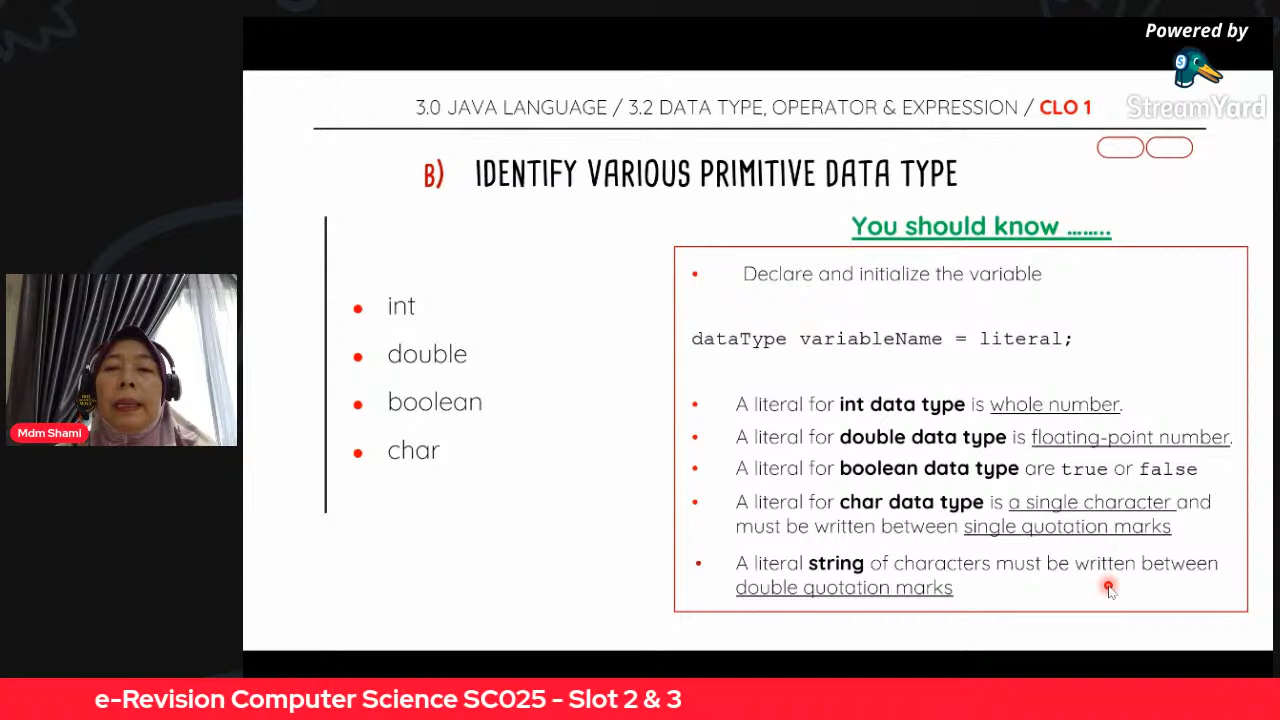 Powered by
StreamYard
3.0 JAVA LANGUAGE / 3.2 DATA TYPE, OPERATOR & EXPRESSION / CLO 1
B) IDENTIFY VARIOUS PRIMITIVE DATA TYPE
• int
• double
• boolean
• char
You should know ........
• Declare and initialize the variable
dataType variableName = literal;
• A literal for int data type is whole number.
• A literal for double data type is floating-point number.
• A literal for boolean data type are true or false
• A literal for char data type is a single character and
must be written between single quotation marks
• A literal string of characters must be written between
double quotation marks
Mdm Shami
e-Revision Computer Science SC025 - Slot 2 & 3